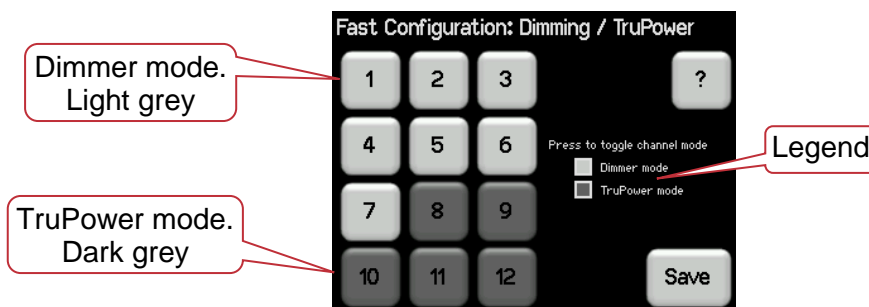 Fast Configuration: Dimming / TruPower
Dimmer mode.
Light grey
1 2 3 ?
4 5 6
Press to toggle channel mode
Dimmer mode
TruPower mode
Legend
7 8 9
TruPower mode.
Dark grey
10 11 12 Save